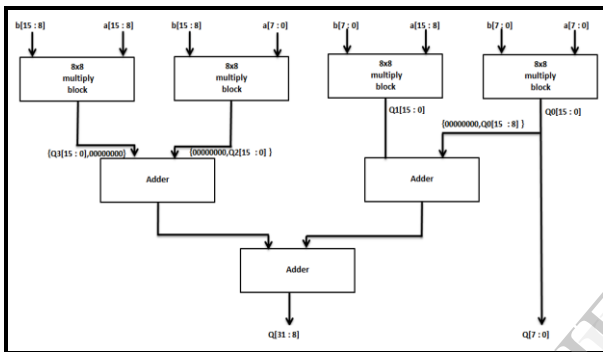 b[15 : 8] a[15 : 8] b[15 : 8] a[7 : 0] b[7 : 0] a[15 : 8] b[7 : 0] a[7 : 0]
8x8
multiply
block
8x8
multiply
block
8x8
multiply
block
8x8
multiply
block
Q1[15 : 0]
Q0[15 : 0]
{00000000,Q0[15 : 8] }
{Q3[15 : 0],00000000}
{00000000,Q2[15 : 0] }
Adder
Adder
Adder
Q[31 : 8]
Q[7 : 0]